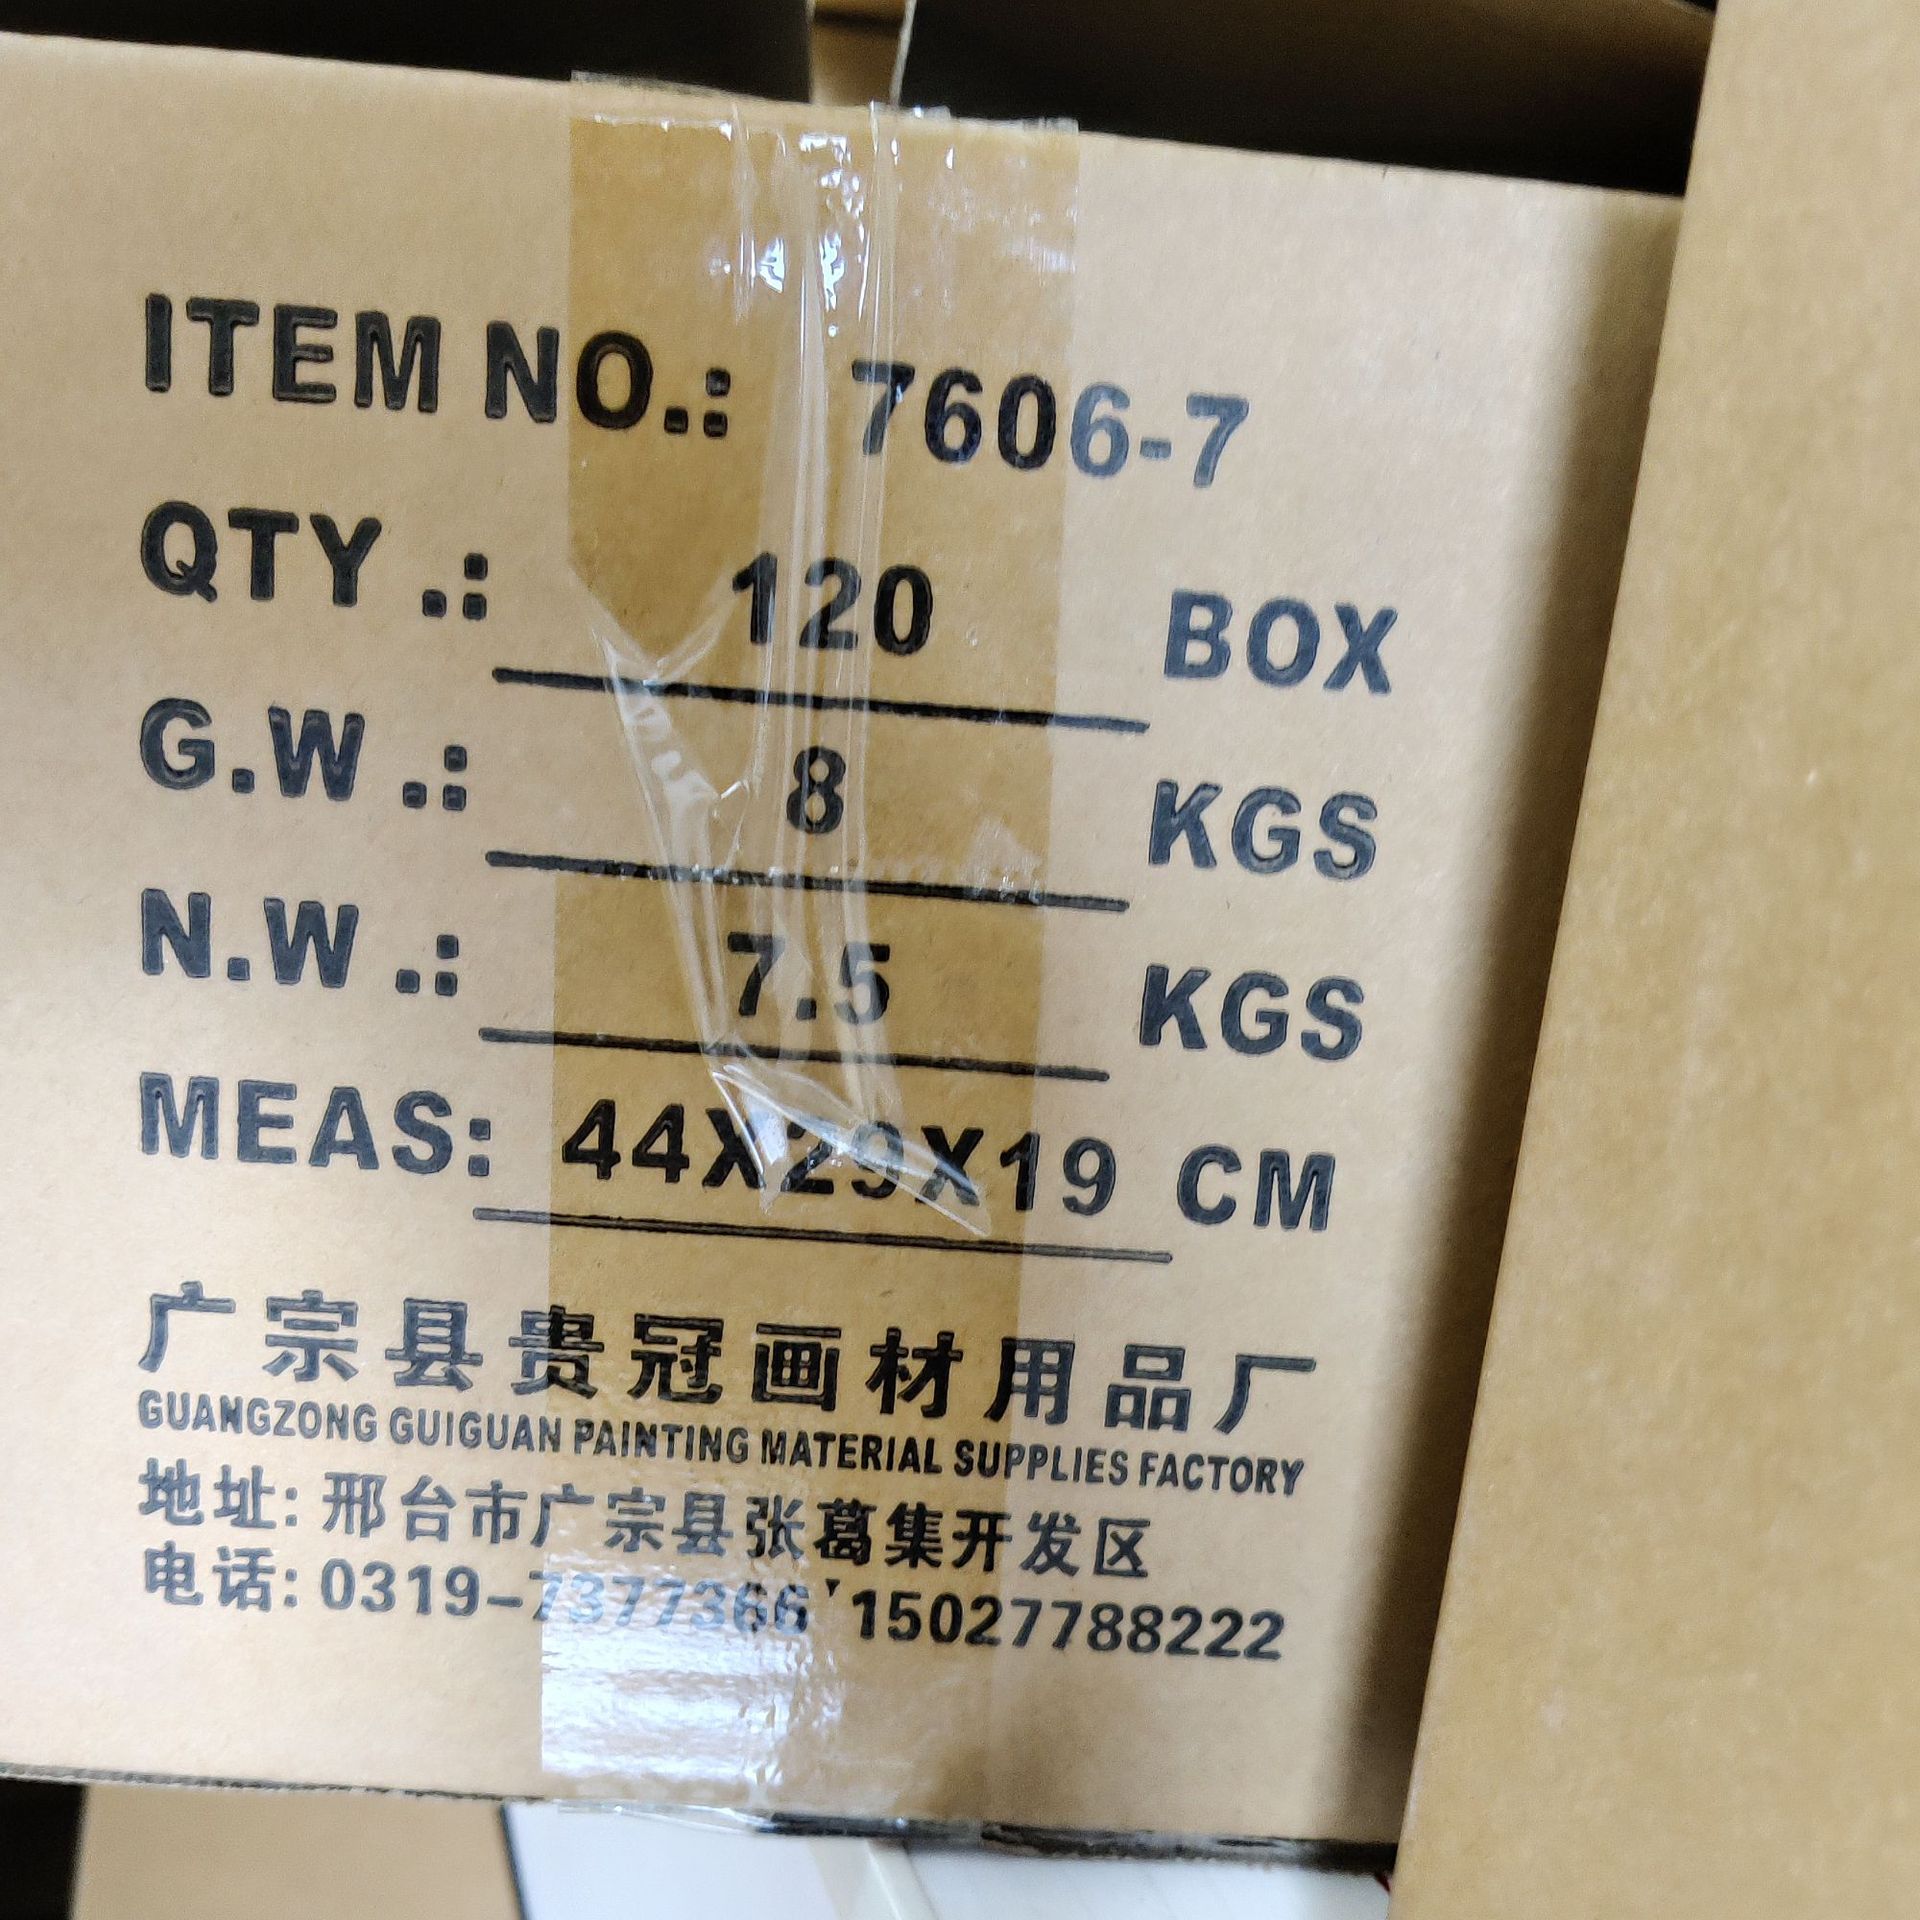 ITEM NO.: 7606-7
QTY .: 120 BOX
G.W .: 8 KGS
N.W .: 7.5 KGS
MEAS: 44X29X19 CM
广宗县贵冠画材用品厂
GUANGZONG GUIGUAN PAINTING MATERIAL SUPPLIES FACTORY
地址: 邢台市广宗县张葛集开发区
电话: 0319-7377366 15027788222